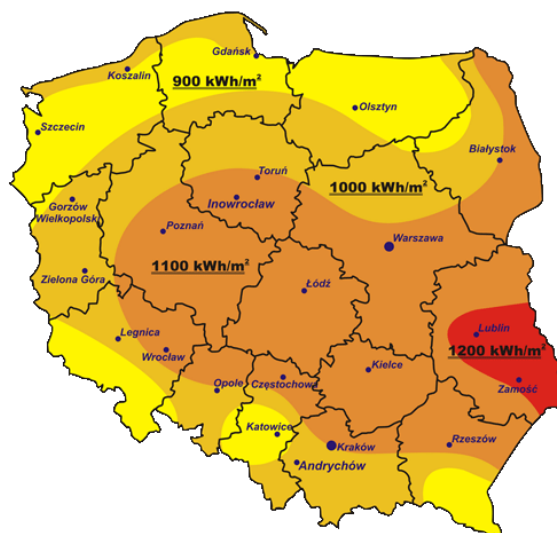 Gdańsk
Koszalin
900 kWh/m²
Olsztyn
Szczecin
Białystok
Toruń
1000 kWh/m²
Gorzów
Wielkopolski
Inowrocław
Poznań
Warszawa
1100 kWh/m²
Zielona Góra
Łódź
Legnica
Lublin
Wrocław
1200 kWh/m²
Kielce
Opole
Częstochowa
Zamość
Katowice
Kraków
Rzeszów
Andrychów